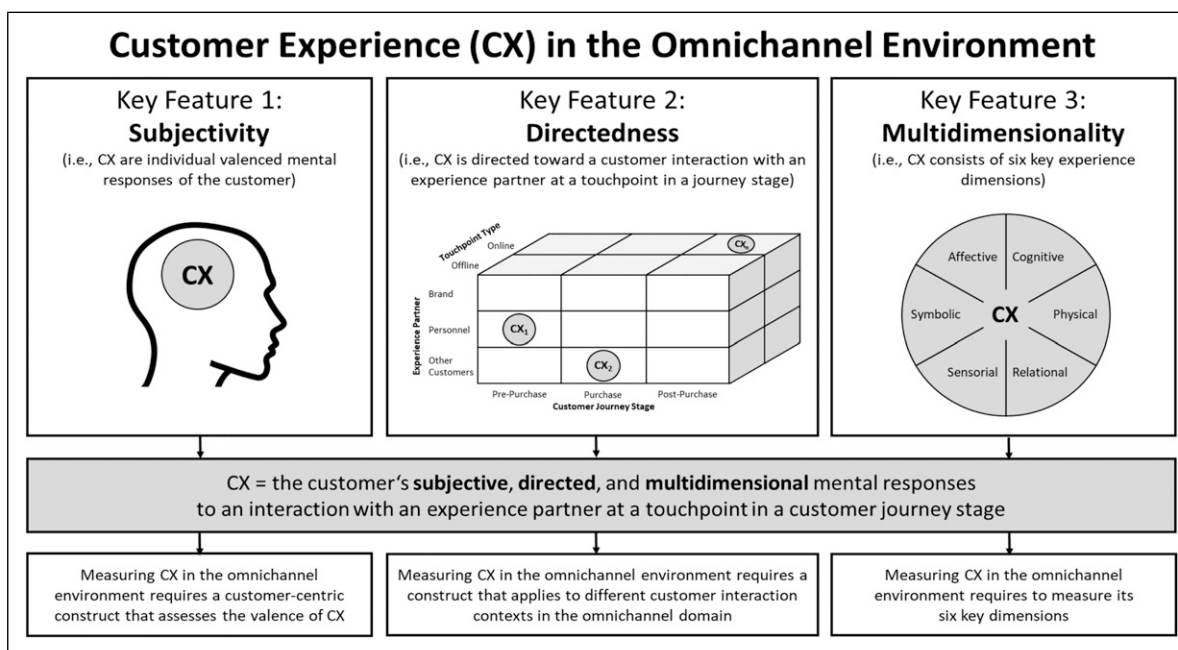 Customer Experience (CX) in the Omnichannel Environment
Key Feature 1:
Subjectivity
(i.e., CX are individual valenced mental
responses of the customer)
CX
Key Feature 2:
Directedness
(i.e., CX is directed toward a customer interaction with an
experience partner at a touchpoint in a journey stage)
Touchpoint Type
Online
Offline
CXₙ
Experience Partner
Brand
Personnel
CX₁
Other
Customers
CX₂
Pre-Purchase
Purchase
Post-Purchase
Customer Journey Stage
Key Feature 3:
Multidimensionality
(i.e., CX consists of six key experience
dimensions)
Affective
Cognitive
Symbolic
CX
Physical
Sensorial
Relational
CX = the customer‘s subjective, directed, and multidimensional mental responses
to an interaction with an experience partner at a touchpoint in a customer journey stage
Measuring CX in the omnichannel
environment requires a customer-centric
construct that assesses the valence of CX
Measuring CX in the omnichannel environment requires a
construct that applies to different customer interaction
contexts in the omnichannel domain
Measuring CX in the omnichannel
environment requires to measure its
six key dimensions